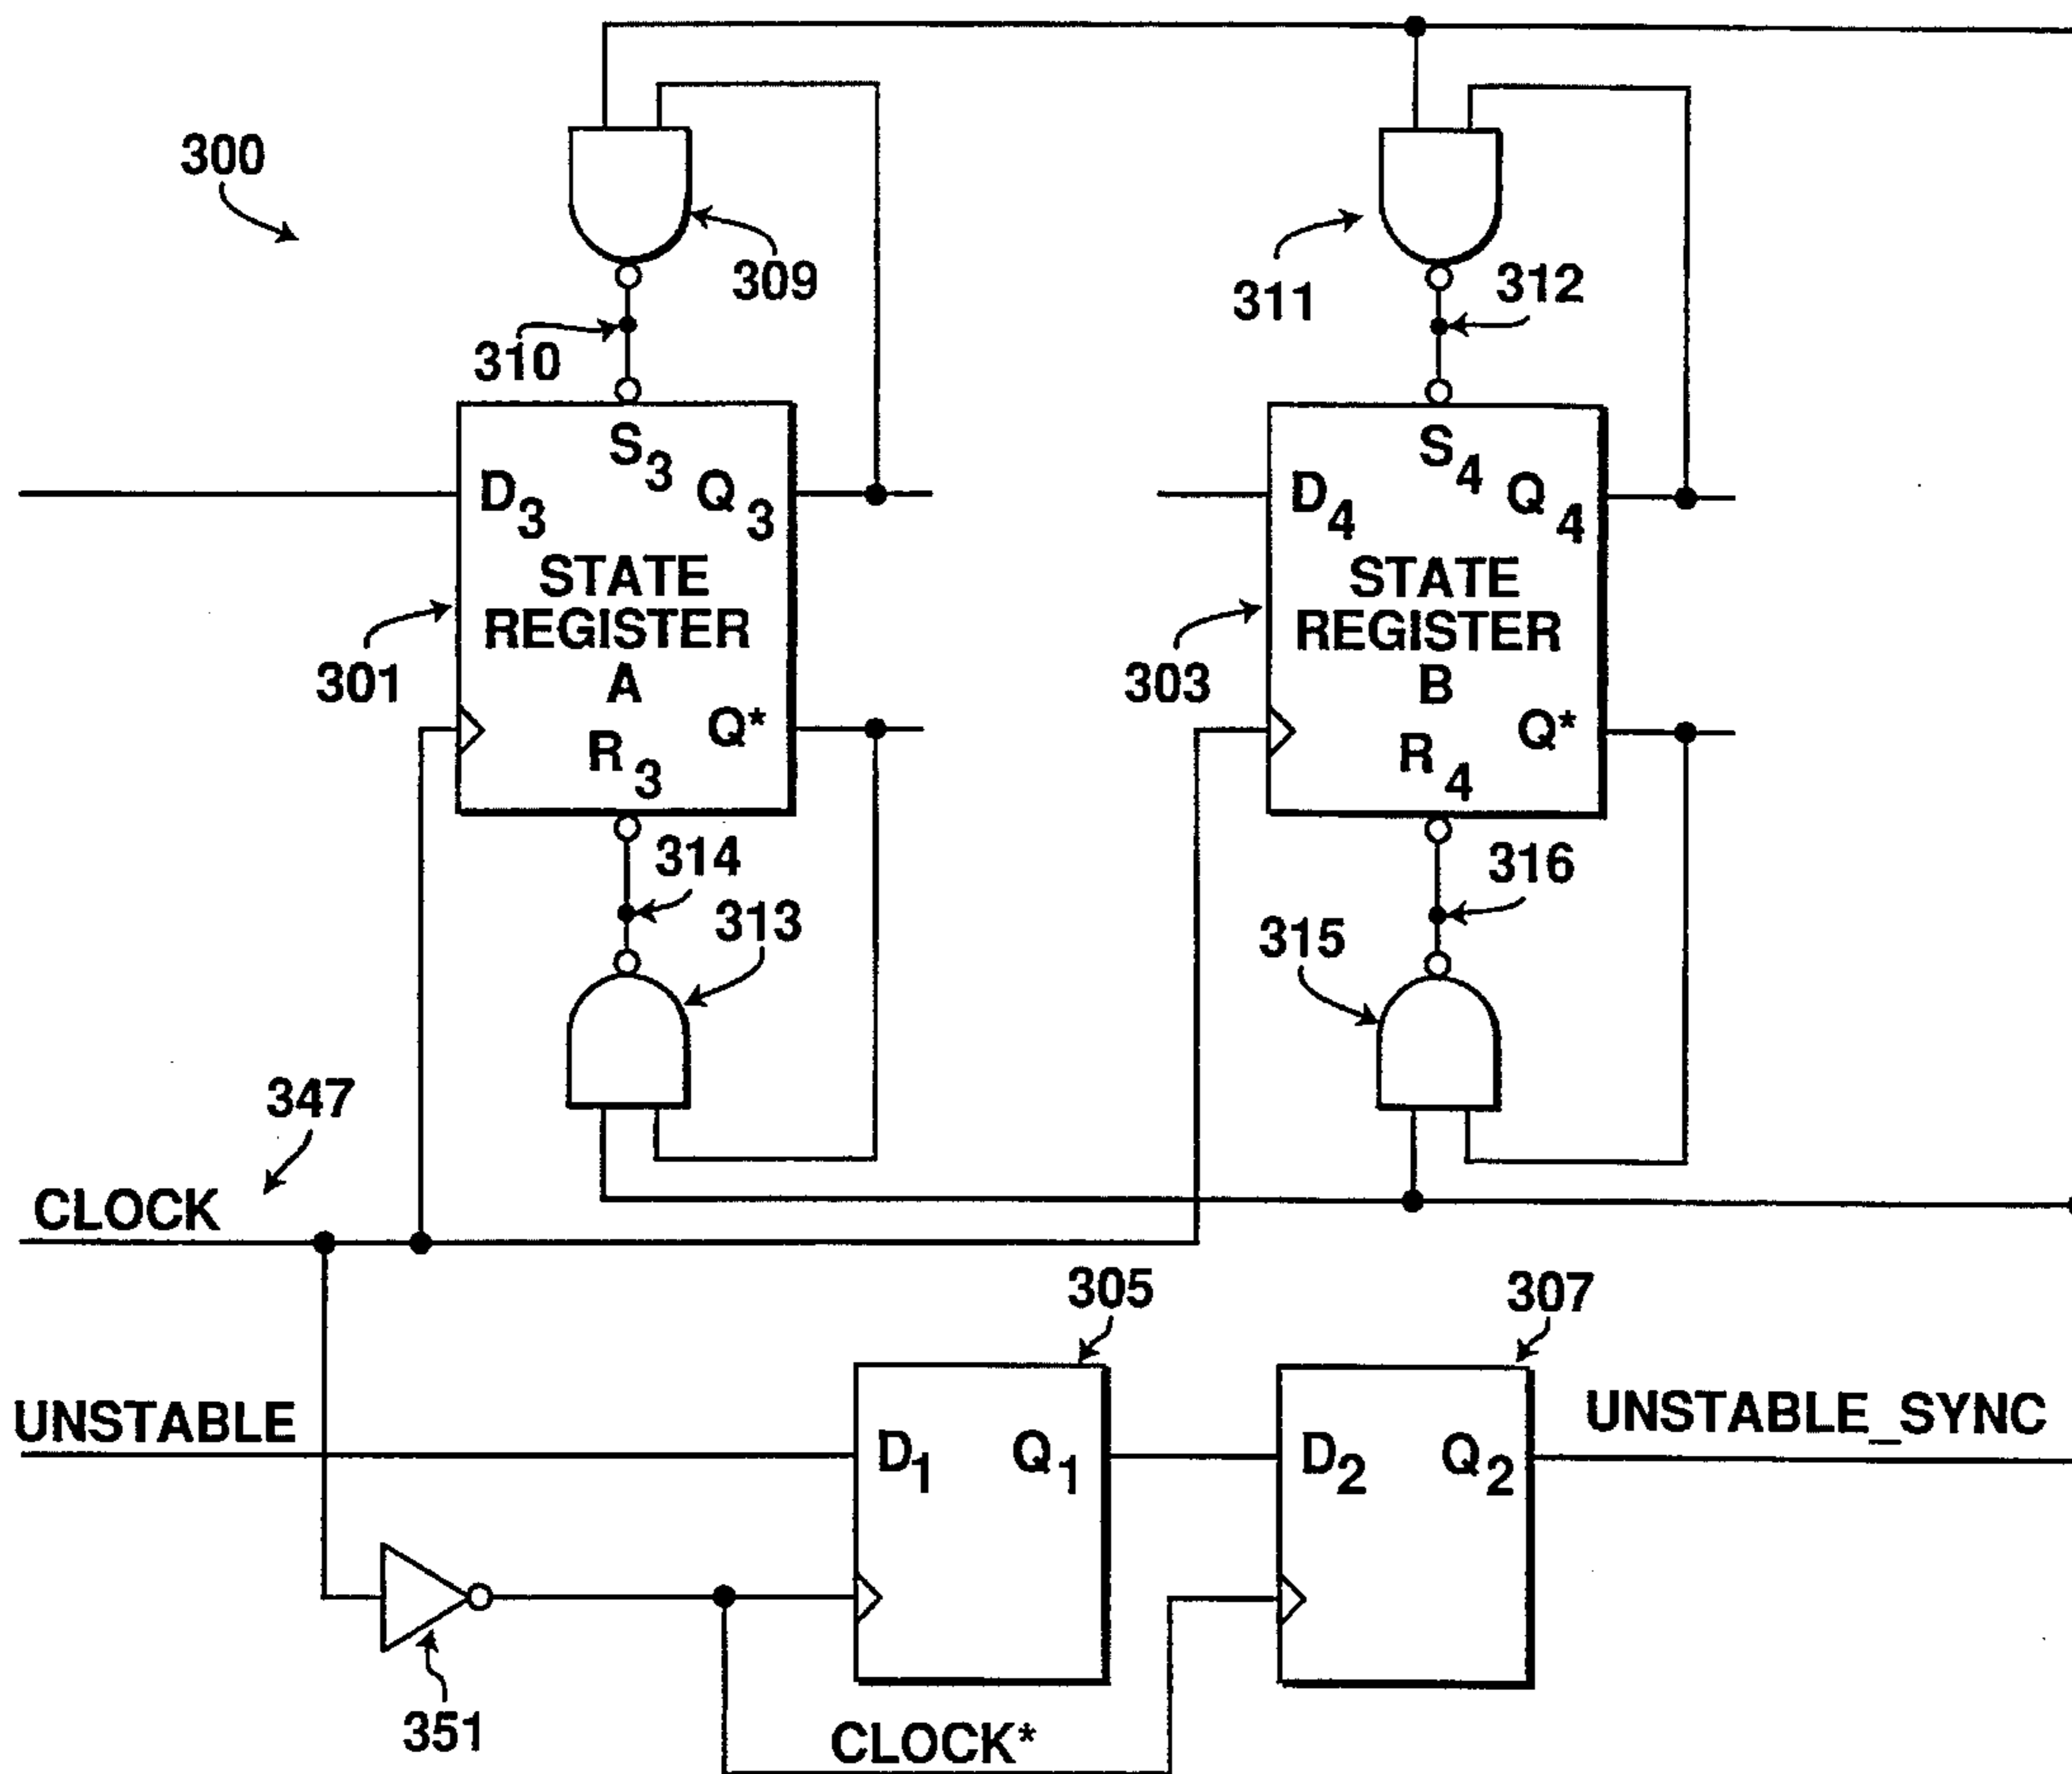 300
309
311
312
310
S3
D3 Q3
STATE
REGISTER
A
Q*
R3
301
S4
D4 Q4
STATE
REGISTER
B
Q*
R4
303
314
313
316
315
347
CLOCK
305
307
UNSTABLE
D1 Q1
D2 Q2
UNSTABLE_SYNC
351
CLOCK*